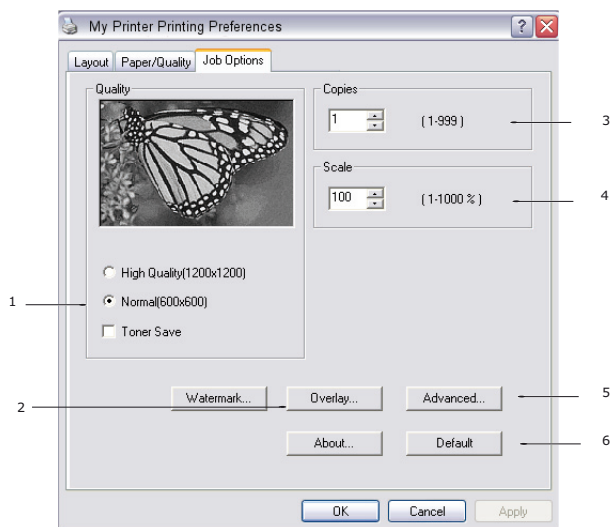 My Printer Printing Preferences
Layout Paper/Quality Job Options
Quality
Copies
1 (1-999) 3
Scale
100 (1-1000 %) 4
High Quality(1200x1200)
1 Normal(600x600)
Toner Save
Watermark... Overlay... Advanced... 5
2
About... Default 6
OK Cancel Apply